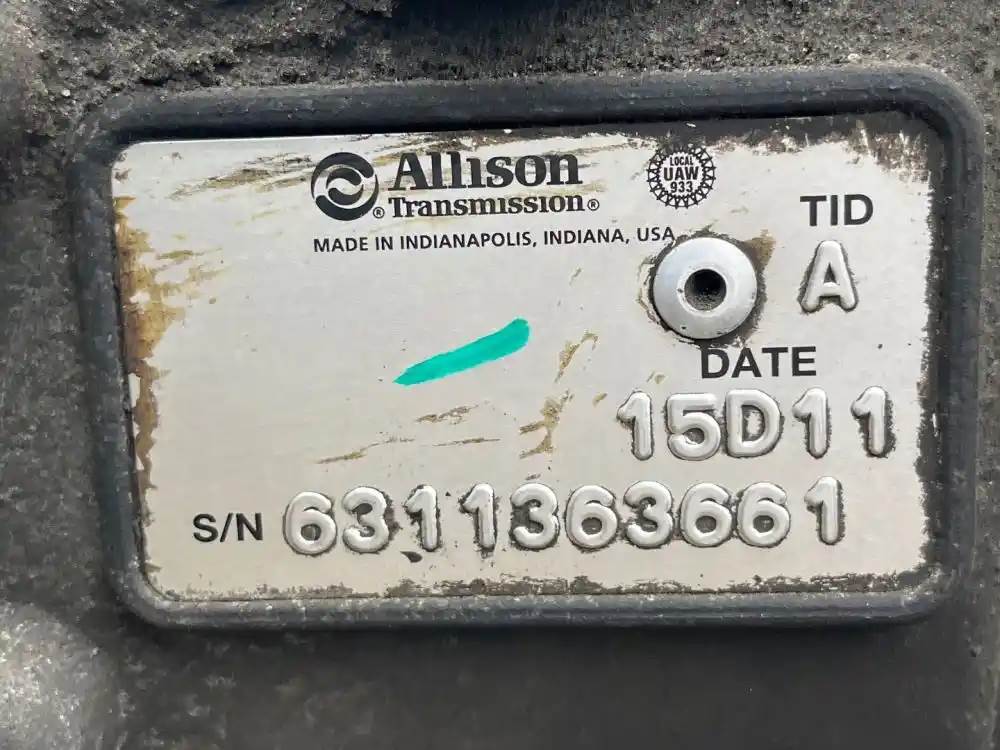 Allison
Transmission®
®
MADE IN INDIANAPOLIS, INDIANA, USA
LOCAL
UAW
933
TID
A
DATE
15D11
S/N 6311363661